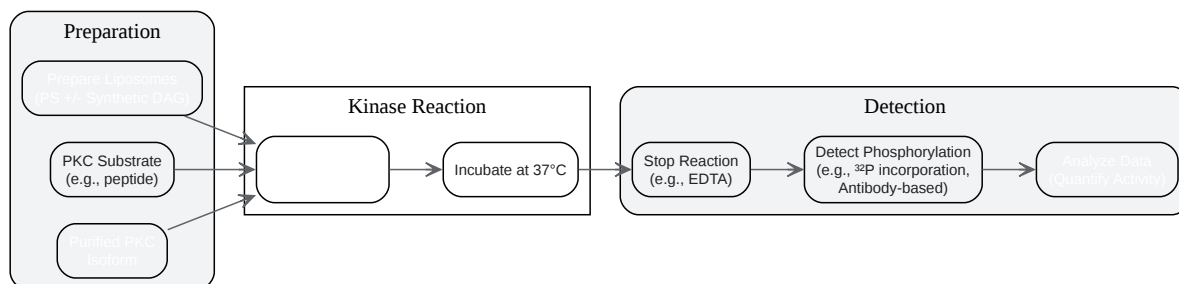 Preparation
Prepare Liposomes
(PS +/- Synthetic DAG)
PKC Substrate
(e.g., peptide)
Purified PKC
Isoform
Kinase Reaction
Incubate at 37°C
Detection
Stop Reaction
(e.g., EDTA)
Detect Phosphorylation
(e.g., ³²P incorporation,
Antibody-based)
Analyze Data
(Quantify Activity)